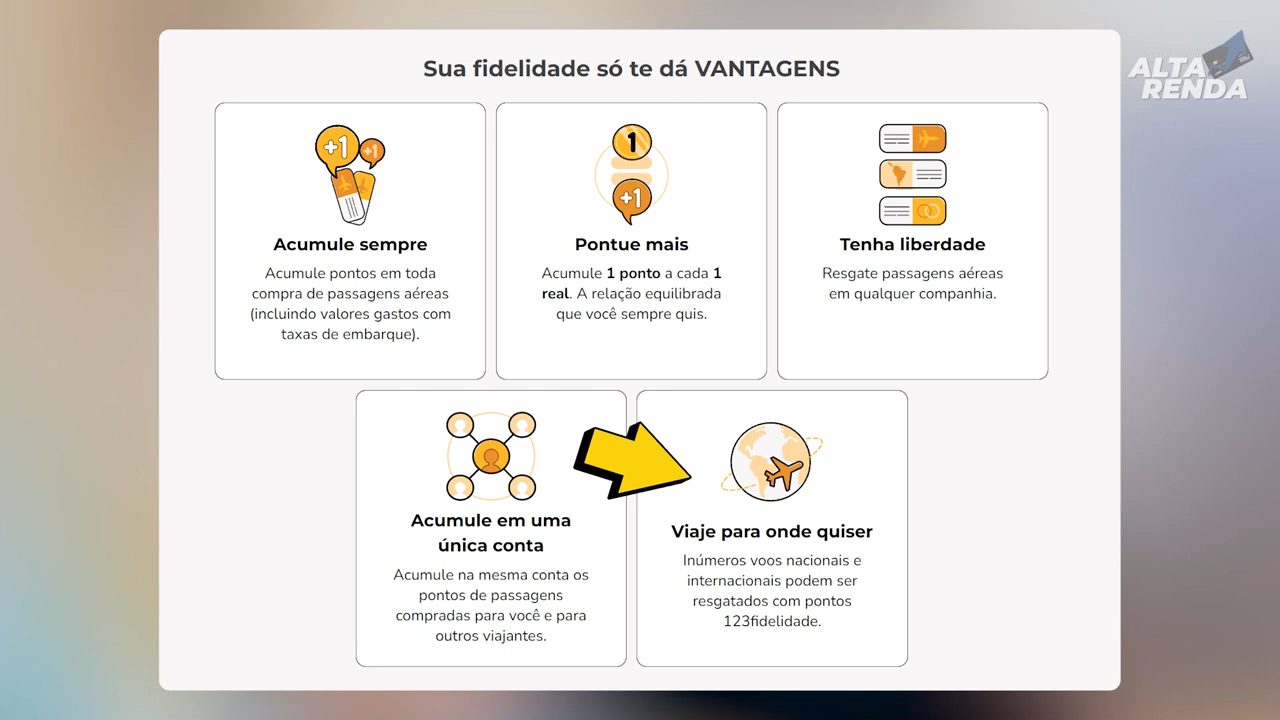 Sua fidelidade só te dá VANTAGENS
ALTA
RENDA
+1
+1
Acumule sempre
Acumule pontos em toda
compra de passagens aéreas
(incluindo valores gastos com
taxas de embarque).
1
+1
Pontue mais
Acumule 1 ponto a cada 1
real. A relação equilibrada
que você sempre quis.
Tenha liberdade
Resgate passagens aéreas
em qualquer companhia.
Acumule em uma
única conta
Acumule na mesma conta os
pontos de passagens
compradas para você e para
outros viajantes.
Viaje para onde quiser
Inúmeros voos nacionais e
internacionais podem ser
resgatados com pontos
123fidelidade.